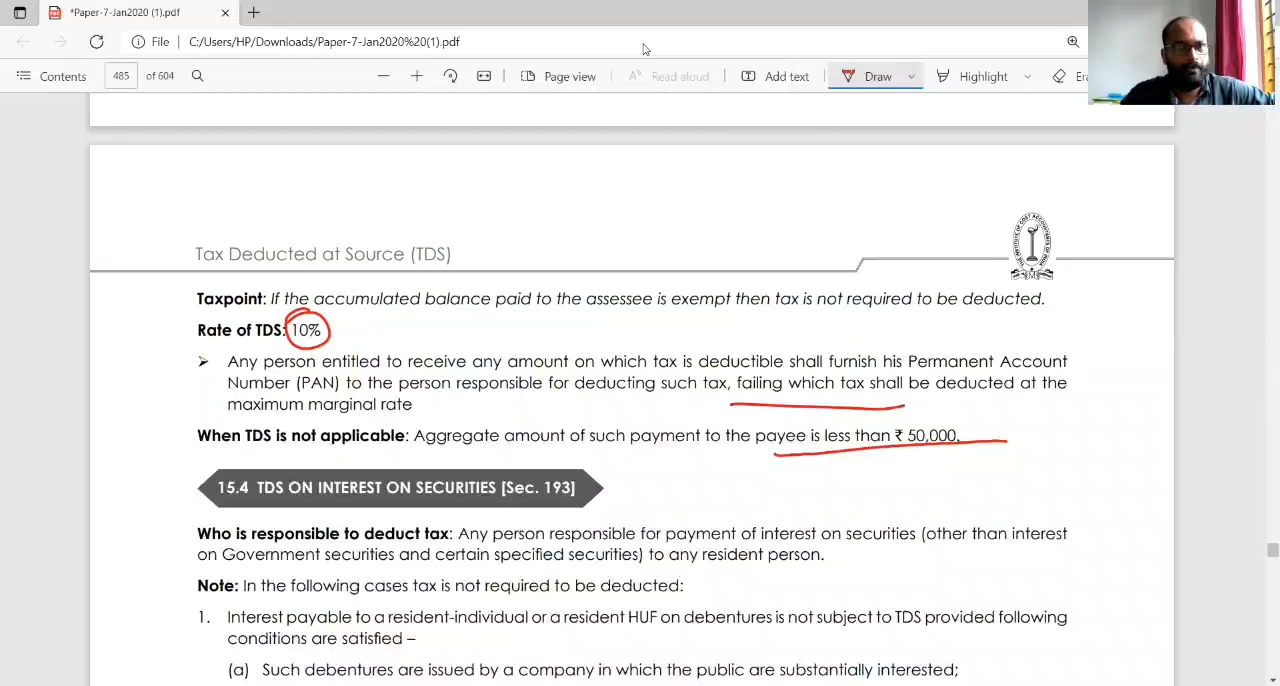 *Paper-7-Jan2020 (1).pdf
File C:/Users/HP/Downloads/Paper-7-Jan2020%20(1).pdf
Contents 485 of 604 Page view Read aloud Add text Draw Highlight
Tax Deducted at Source (TDS)
Taxpoint: If the accumulated balance paid to the assessee is exempt then tax is not required to be deducted.
Rate of TDS: 10%
➢ Any person entitled to receive any amount on which tax is deductible shall furnish his Permanent Account
Number (PAN) to the person responsible for deducting such tax, failing which tax shall be deducted at the
maximum marginal rate
When TDS is not applicable: Aggregate amount of such payment to the payee is less than ₹ 50,000.
15.4 TDS ON INTEREST ON SECURITIES [Sec. 193]
Who is responsible to deduct tax: Any person responsible for payment of interest on securities (other than interest
on Government securities and certain specified securities) to any resident person.
Note: In the following cases tax is not required to be deducted:
1. Interest payable to a resident-individual or a resident HUF on debentures is not subject to TDS provided following
conditions are satisfied –
(a) Such debentures are issued by a company in which the public are substantially interested;